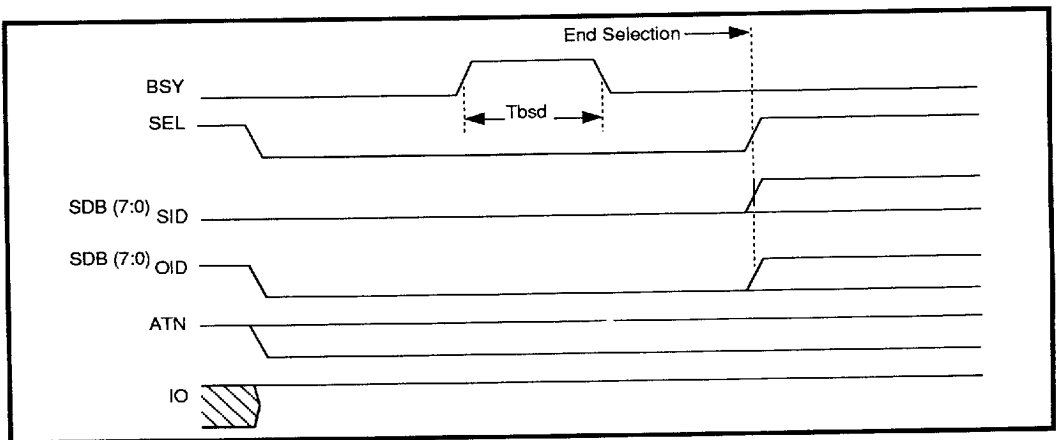 End Selection
BSY
Tbsd
SEL
SDB (7:0) SID
SDB (7:0) OID
ATN
IO